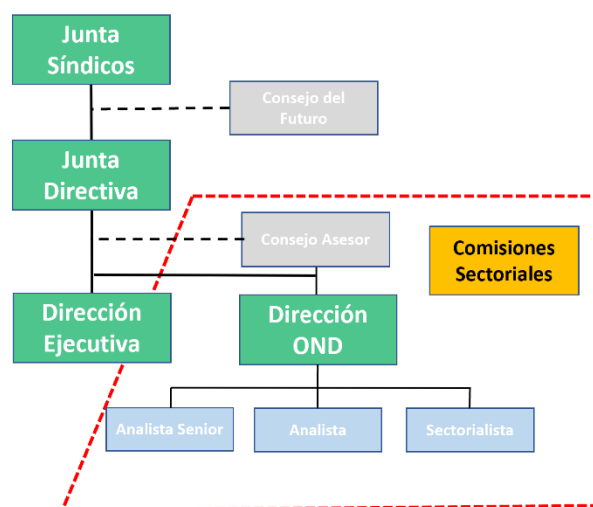 Junta
Síndicos
Consejo del
Futuro
Junta
Directiva
Consejo Asesor
Comisiones
Sectoriales
Dirección
Ejecutiva
Dirección
OND
Analista Senior
Analista
Sectorialista